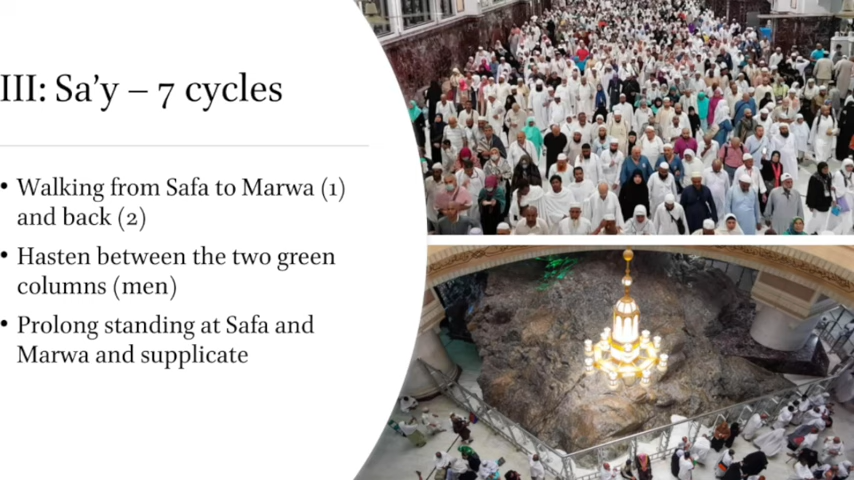 III: Sa’y – 7 cycles
• Walking from Safa to Marwa (1)
and back (2)
• Hasten between the two green
columns (men)
• Prolong standing at Safa and
Marwa and supplicate